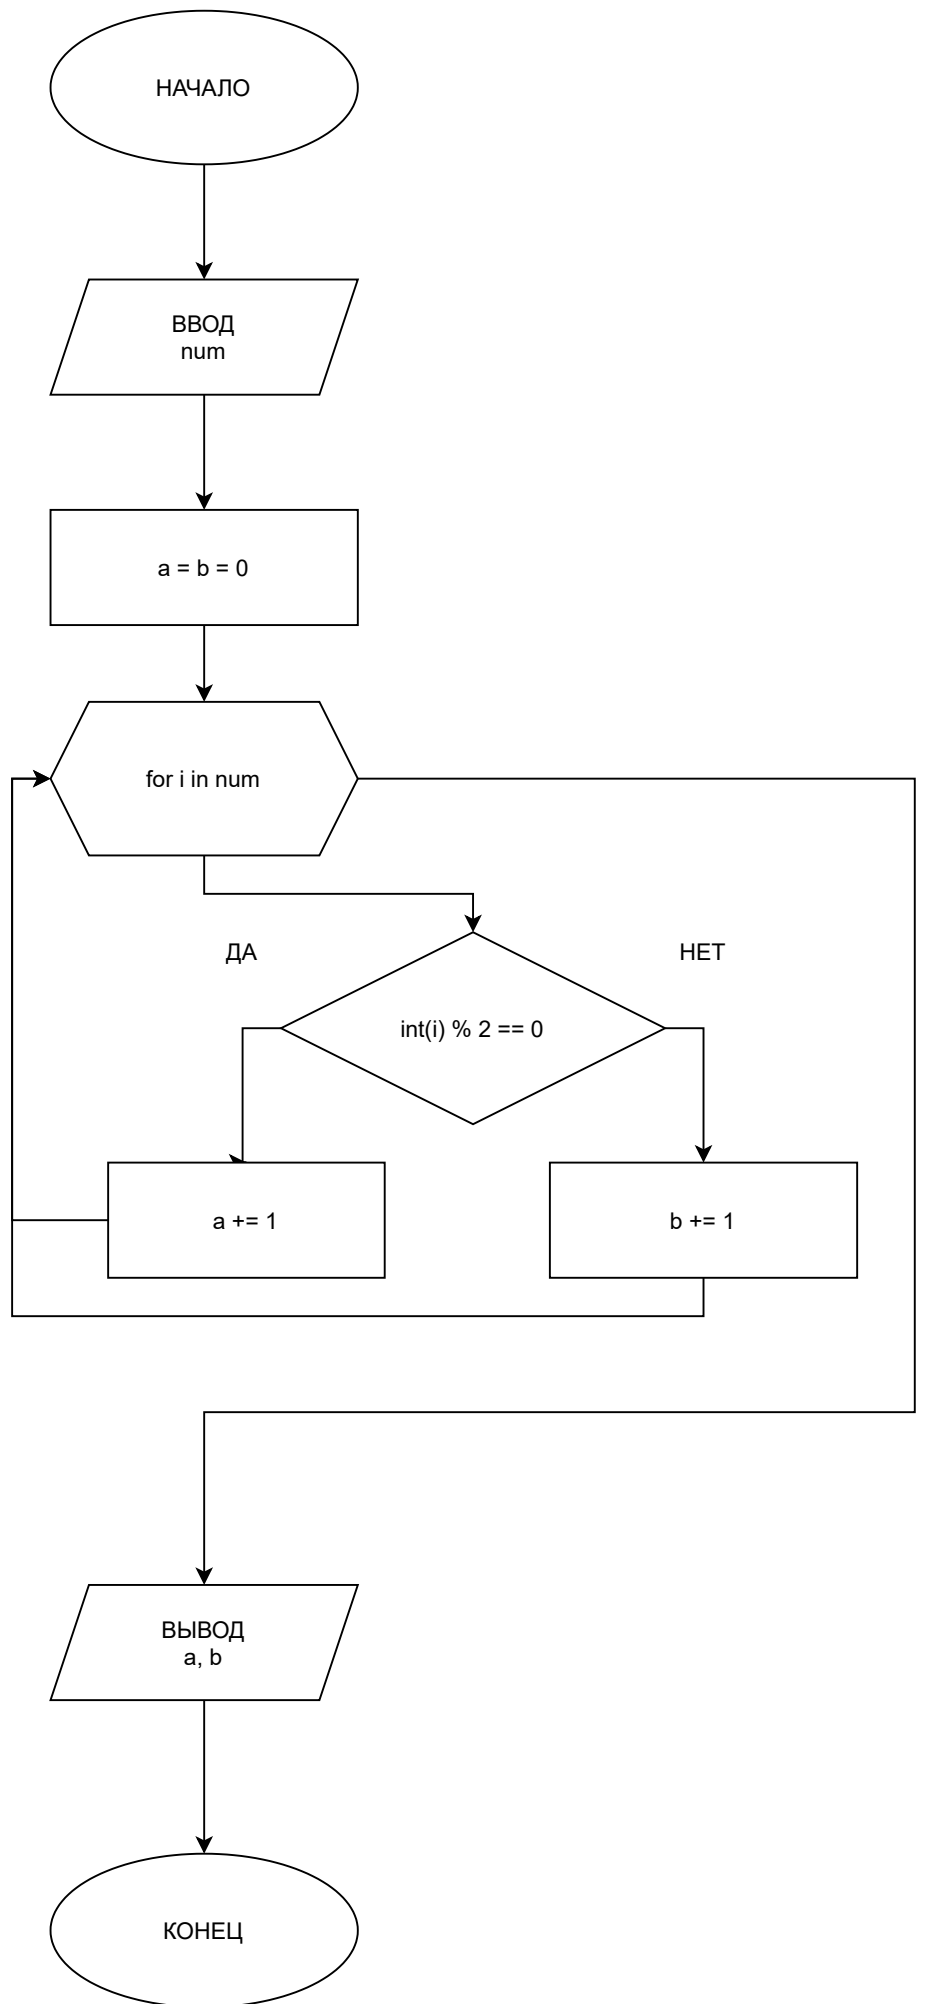 НАЧАЛО
ВВОД
num
a = b = 0
for i in num
ДА
НЕТ
int(i) % 2 == 0
a += 1
b += 1
ВЫВОД
a, b
КОНЕЦ